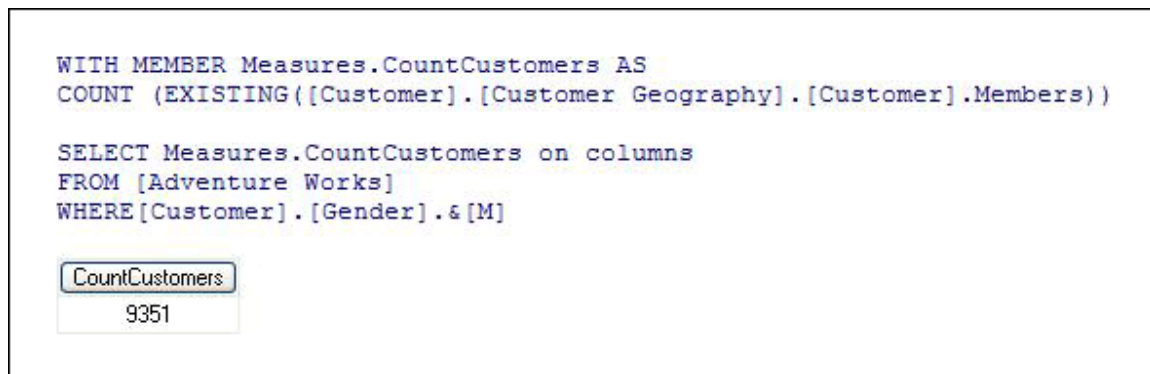 WITH MEMBER Measures.CountCustomers AS
COUNT (EXISTING([Customer].[Customer Geography].[Customer].Members))
SELECT Measures.CountCustomers on columns
FROM [Adventure Works]
WHERE[Customer].[Gender].&[M]
CountCustomers
9351